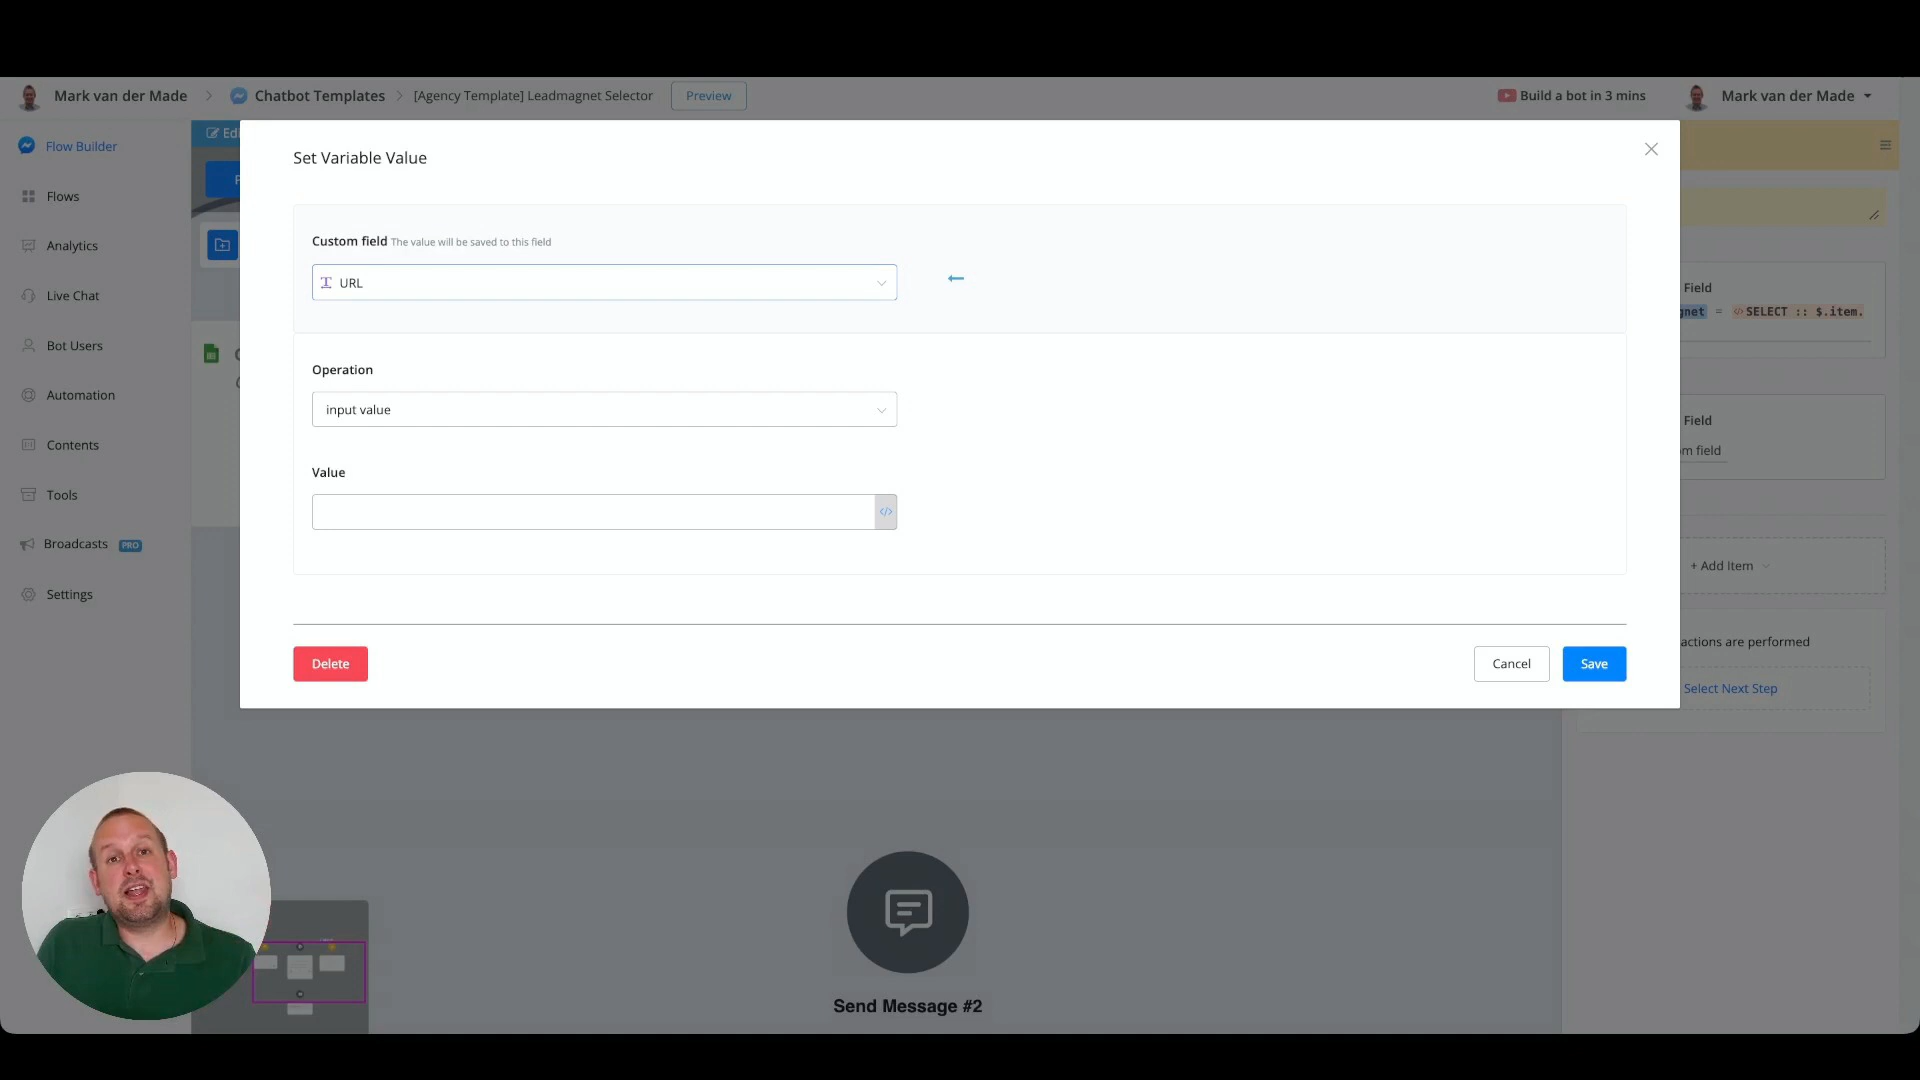 Mark van der Made
Chatbot Templates
[Agency Template] Leadmagnet Selector
Preview
Build a bot in 3 mins
Mark van der Made
Flow Builder
Flows
Analytics
Live Chat
Bot Users
Automation
Contents
Tools
Broadcasts PRO
Settings
Edi
Set Variable Value
Custom field The value will be saved to this field
URL
Operation
input value
Value
</>
Delete
Cancel
Save
Field
gnet = </> SELECT :: $.item.
Field
m field
+ Add Item
actions are performed
Select Next Step
Send Message #2